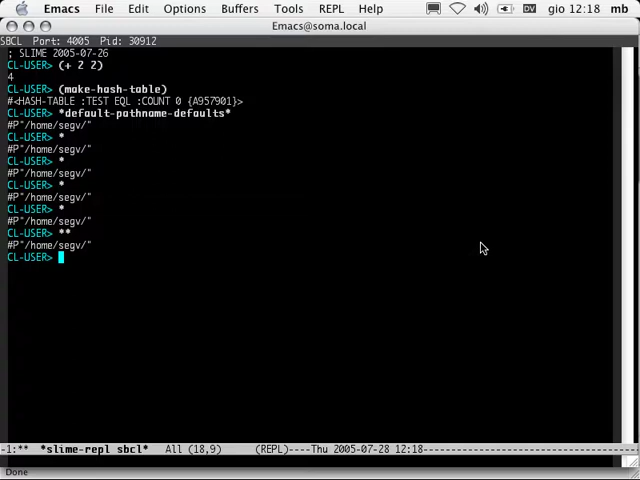 Emacs File Edit Options Buffers Tools REPL Help DV gio 12:18 mb
Emacs@soma.local
SBCL Port: 4005 Pid: 30912
; SLIME 2005-07-26
CL-USER> (+ 2 2)
4
CL-USER> (make-hash-table)
#<HASH-TABLE :TEST EQL :COUNT 0 {A957901}>
CL-USER> *default-pathname-defaults*
#P"/home/segv/"
CL-USER> *
#P"/home/segv/"
CL-USER> *
#P"/home/segv/"
CL-USER> *
#P"/home/segv/"
CL-USER> *
#P"/home/segv/"
CL-USER> **
#P"/home/segv/"
CL-USER>
-1:** *slime-repl sbcl* All (18,9) (REPL)----Thu 2005-07-28 12:18-----------------------------------
Done